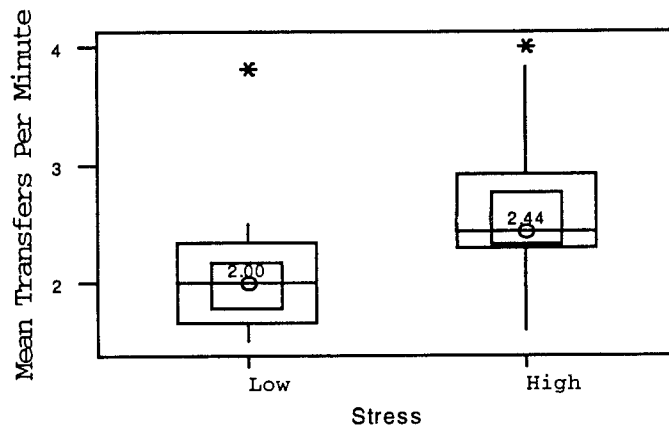 Mean Transfers Per Minute
4
3
2
2.00
2.44
Low
High
Stress